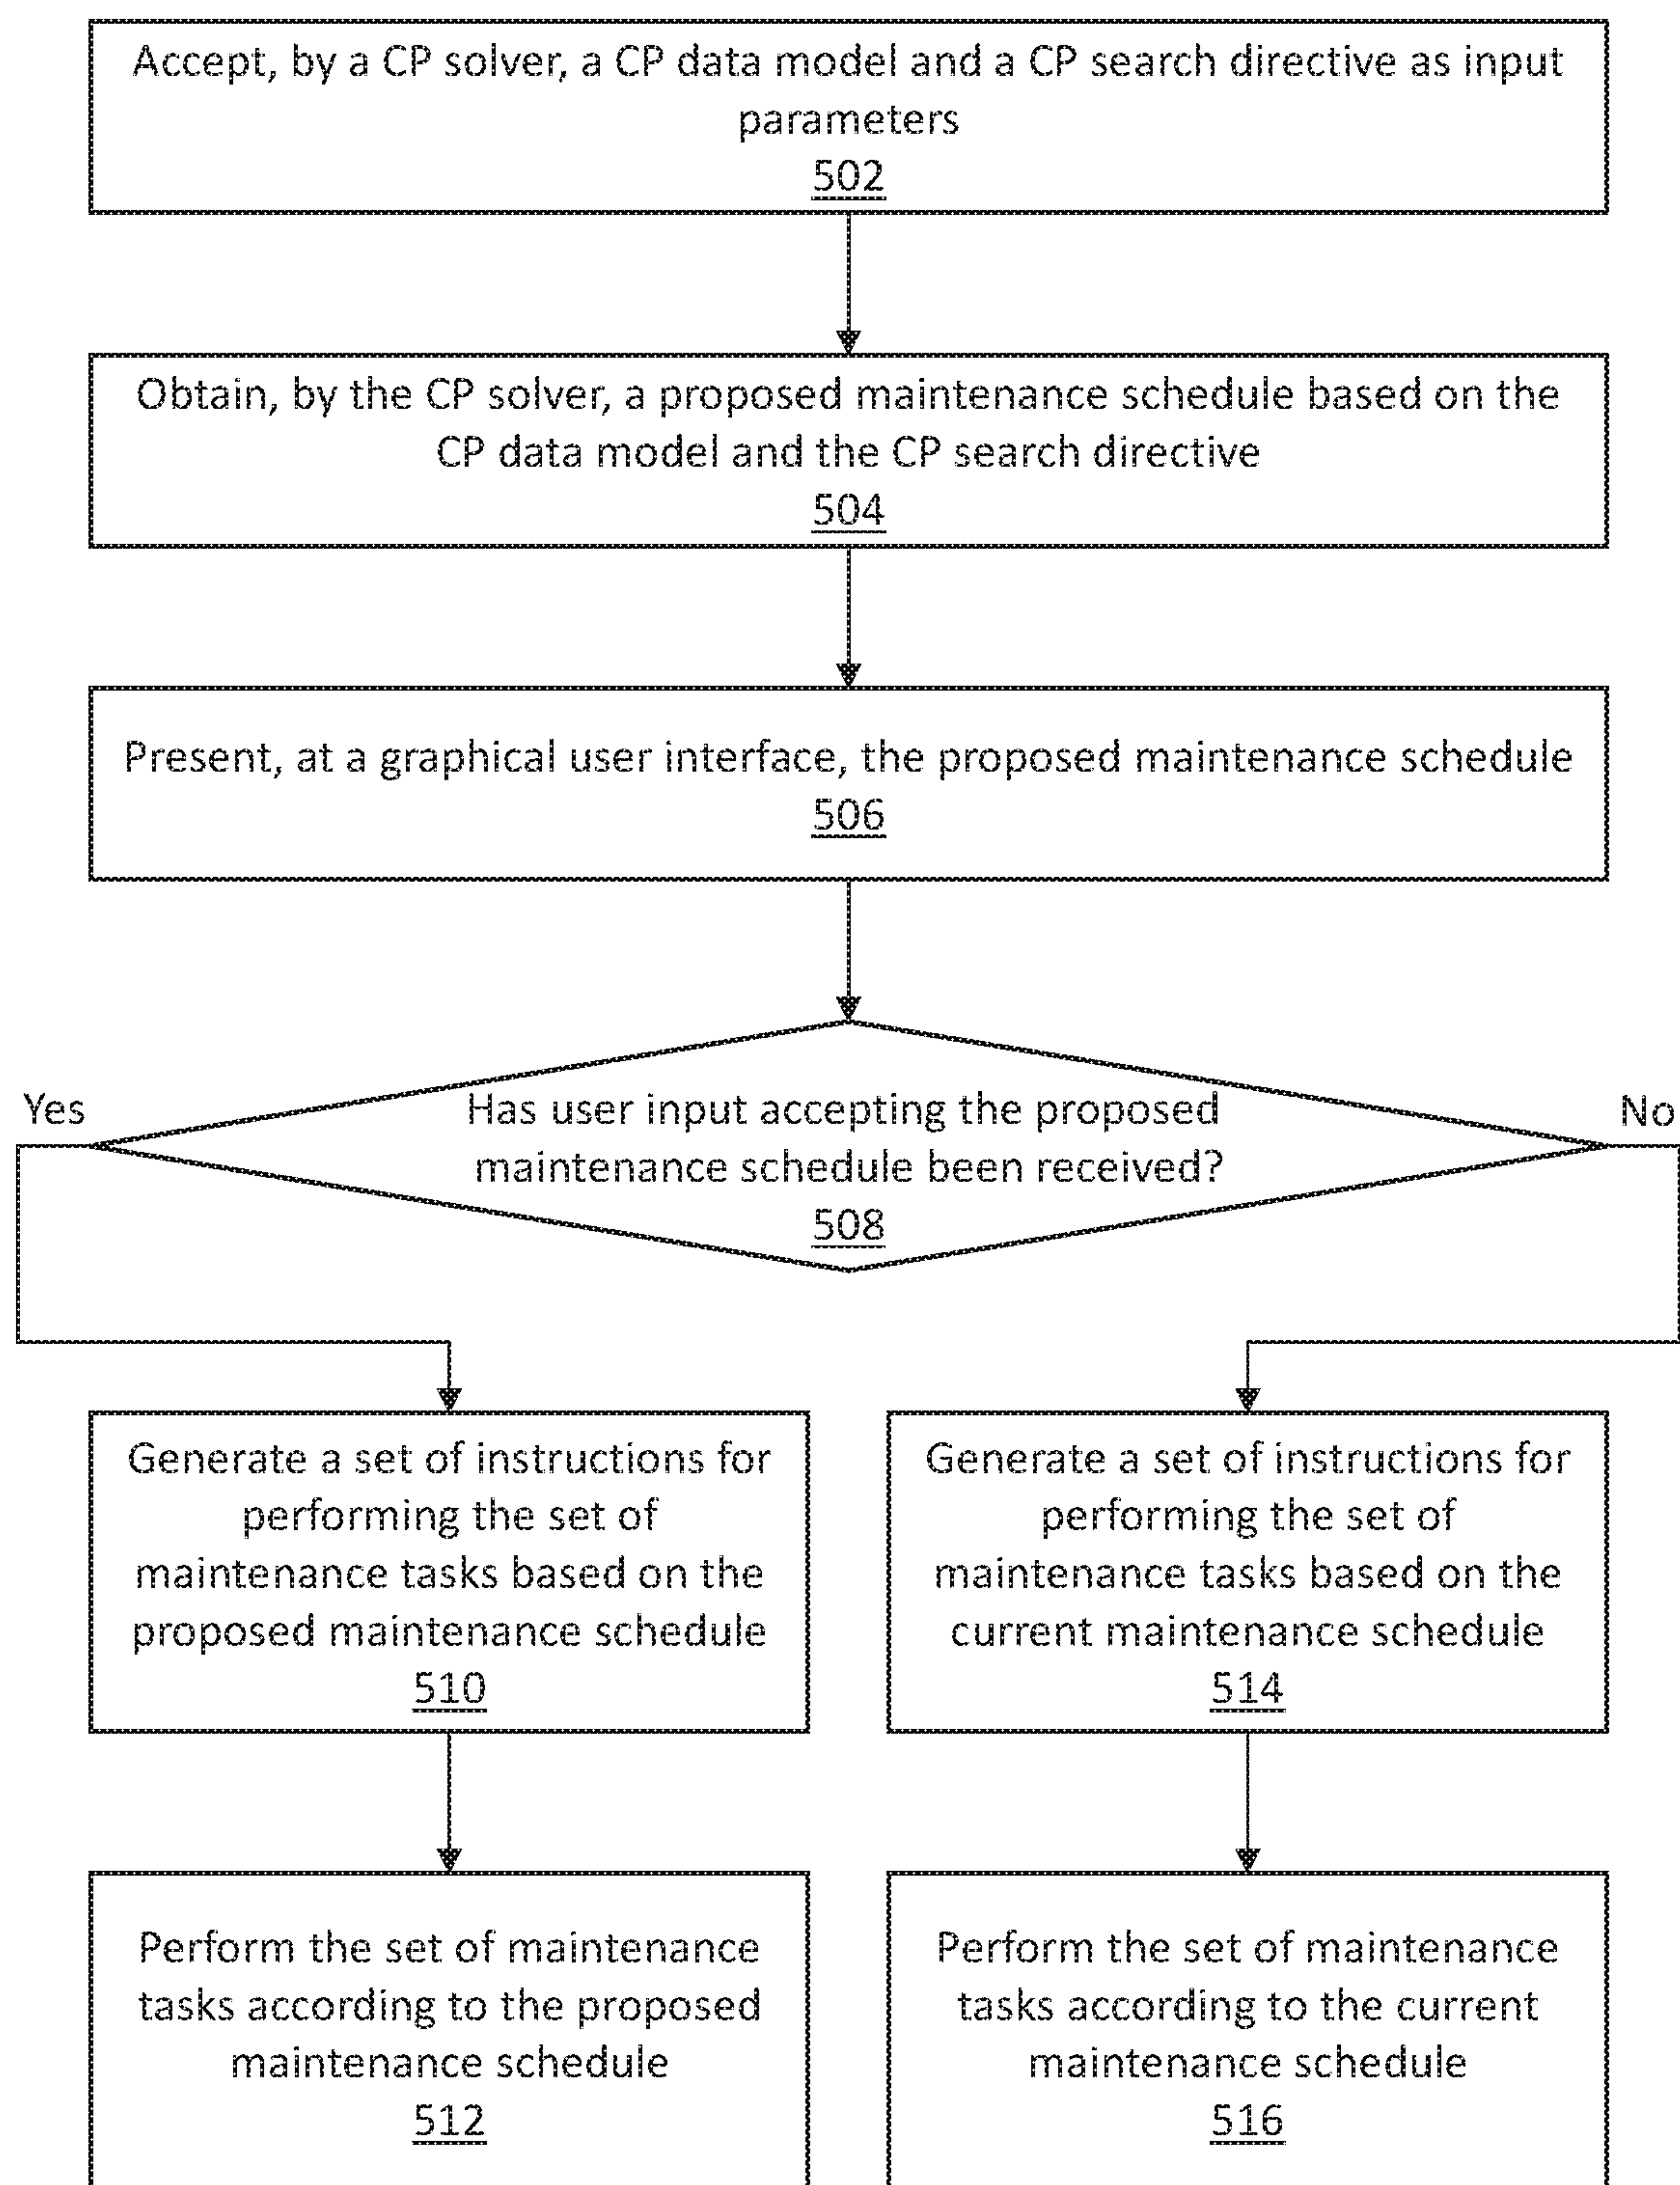 Accept, by a CP solver, a CP data model and a CP search directive as input
parameters
502
Obtain, by the CP solver, a proposed maintenance schedule based on the
CP data model and the CP search directive
504
Present, at a graphical user interface, the proposed maintenance schedule
506
Yes
No
Has user input accepting the proposed
maintenance schedule been received?
508
Generate a set of instructions for
performing the set of
maintenance tasks based on the
proposed maintenance schedule
510
Generate a set of instructions for
performing the set of
maintenance tasks based on the
current maintenance schedule
514
Perform the set of maintenance
tasks according to the proposed
maintenance schedule
512
Perform the set of maintenance
tasks according to the current
maintenance schedule
516